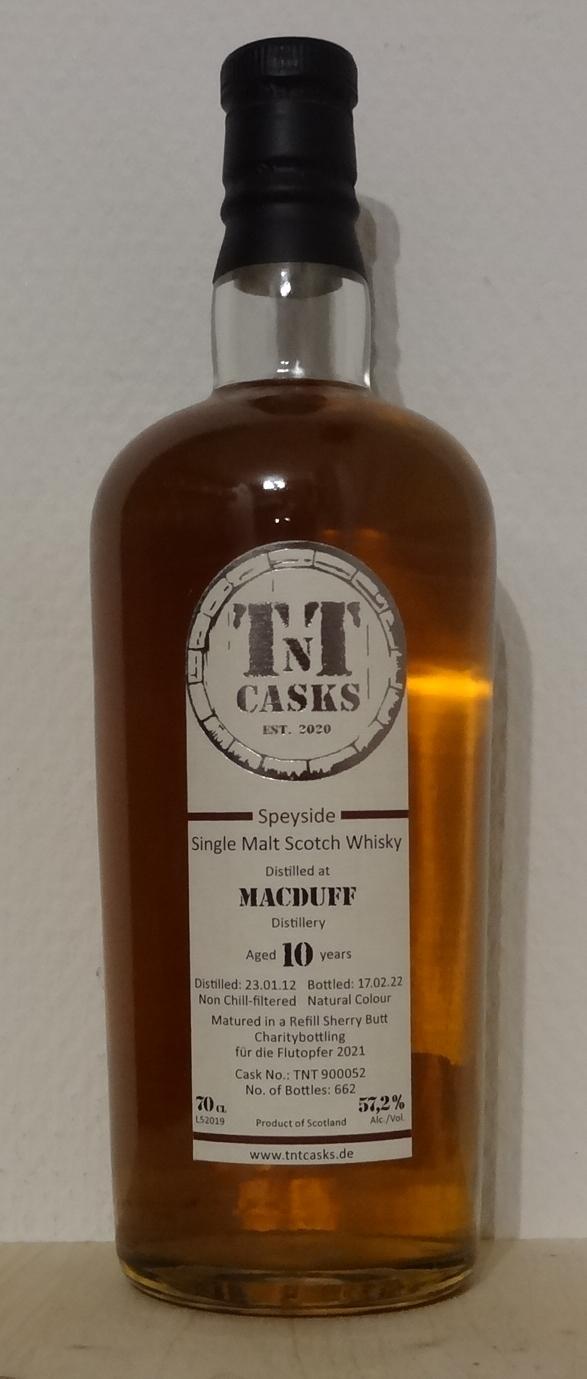 TNT
CASKS
EST. 2020
Speyside
Single Malt Scotch Whisky
Distilled at
MACDUFF
Distillery
Aged 10 years
Distilled: 23.01.12 Bottled: 17.02.22
Non Chill-filtered Natural Colour
Matured in a Refill Sherry Butt
Charitybottling
für die Flutopfer 2021
Cask No.: TNT 900052
No. of Bottles: 662
70 CL 57,2%
L52019 Product of Scotland Alc./Vol.
www.tntcasks.de